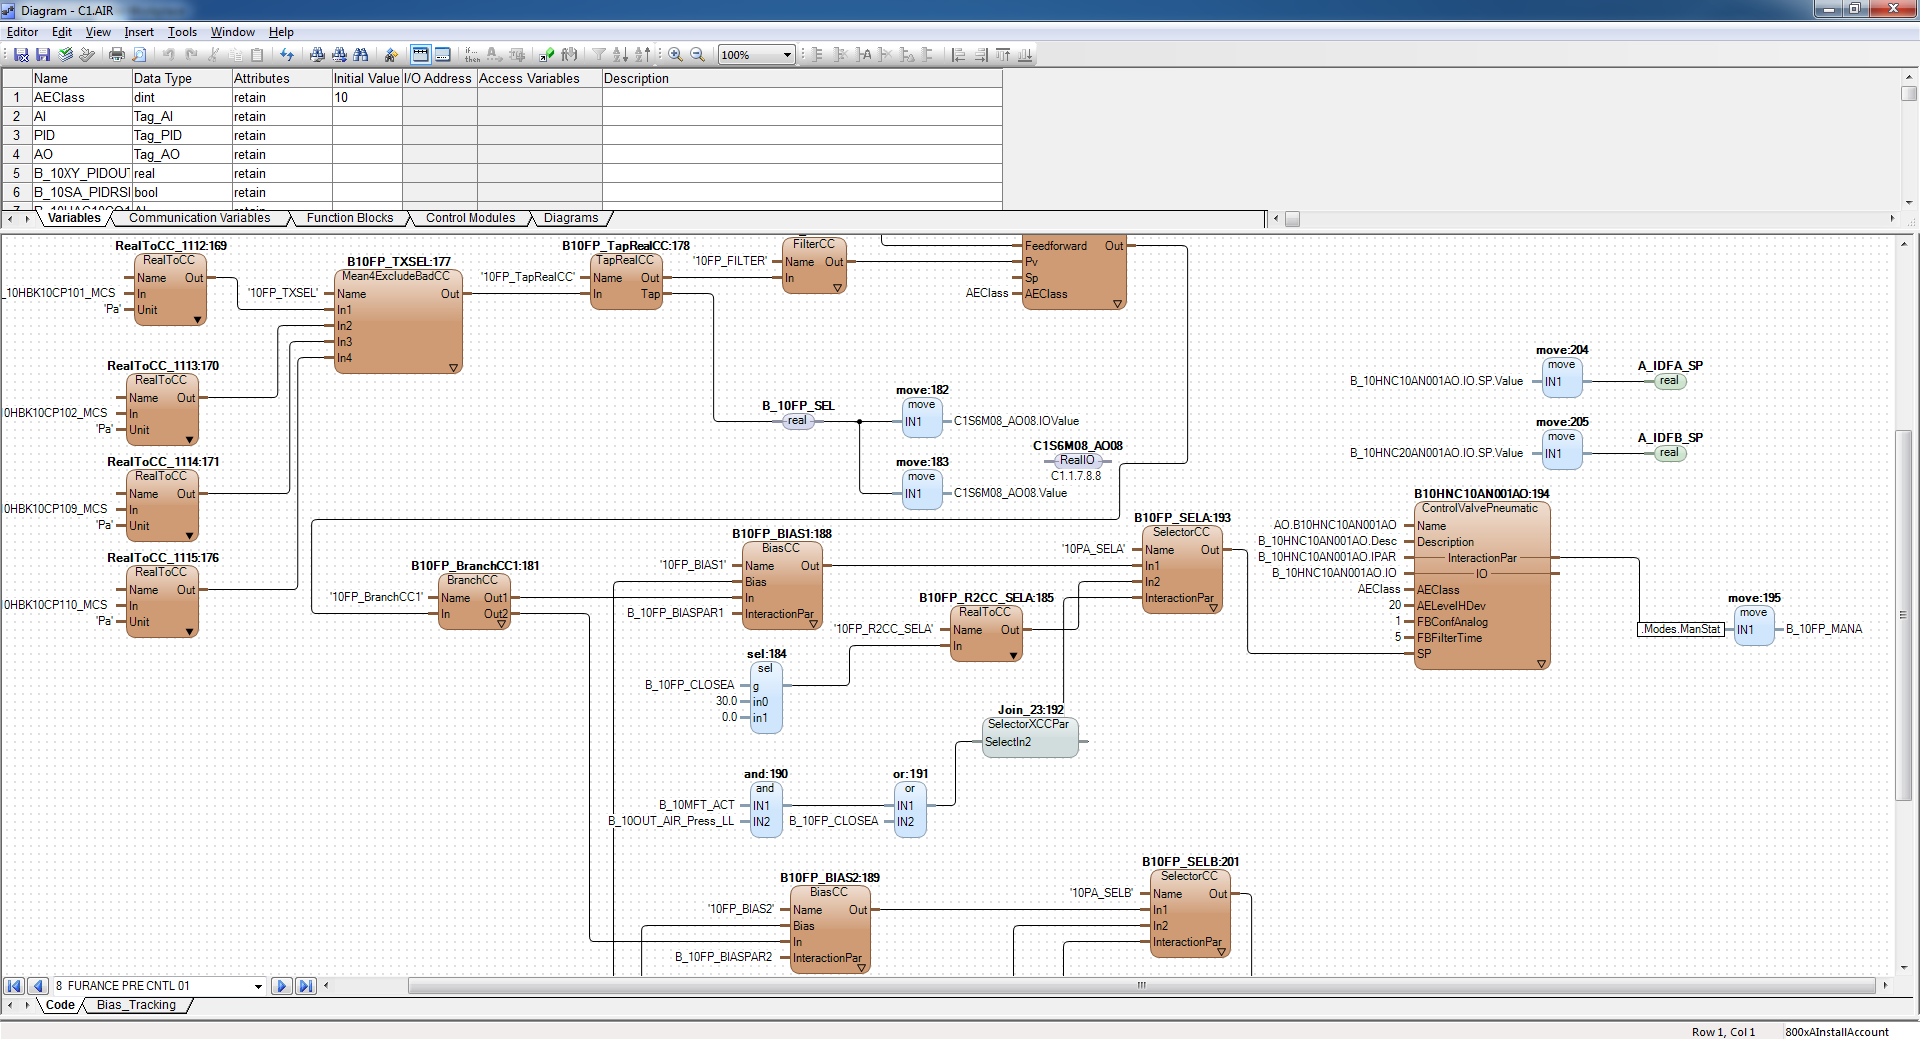 Diagram - C1.AIR
Editor Edit View Insert Tools Window Help
100%
Name Data Type Attributes Initial Value I/O Address Access Variables Description
1 AEClass dint retain 10
2 AI Tag_AI retain
3 PID Tag_PID retain
4 AO Tag_AO retain
5 B_10XY_PIDOUT real retain
6 B_10SA_PIDRSI bool retain
Variables Communication Variables Function Blocks Control Modules Diagrams
RealToCC_1112:169
RealToCC
Name Out
_10HBK10CP101_MCS In
'Pa' Unit
RealToCC_1113:170
RealToCC
Name Out
0HBK10CP102_MCS In
'Pa' Unit
RealToCC_1114:171
RealToCC
Name Out
0HBK10CP109_MCS In
'Pa' Unit
RealToCC_1115:176
RealToCC
Name Out
0HBK10CP110_MCS In
'Pa' Unit
B10FP_TXSEL:177
Mean4ExcludeBadCC
'10FP_TXSEL' Name Out
In1
In2
In3
In4
B10FP_TapRealCC:178
TapRealCC
'10FP_TapRealCC' Name Out
In Tap
FilterCC
'10FP_FILTER' Name Out
In
Feedforward Out
Pv
Sp
AEClass AEClass
B_10FP_SEL
real
move:182
move
IN1 C1S6M08_AO08.IOValue
move:183
move
IN1 C1S6M08_AO08.Value
C1S6M08_AO08
RealIO
C1.1.7.8.8
move:204
move
B_10HNC10AN001AO.IO.SP.Value IN1
A_IDFA_SP
real
move:205
move
B_10HNC20AN001AO.IO.SP.Value IN1
A_IDFB_SP
real
B10FP_BranchCC1:181
BranchCC
'10FP_BranchCC1' Name Out1
In Out2
B10FP_BIAS1:188
BiasCC
'10FP_BIAS1' Name Out
Bias
In
B_10FP_BIASPAR1 InteractionPar
B10FP_R2CC_SELA:185
RealToCC
'10FP_R2CC_SELA' Name Out
In
B10FP_SELA:193
SelectorCC
'10PA_SELA' Name Out
In1
In2
InteractionPar
B10HNC10AN001AO:194
ControlValvePneumatic
AO.B10HNC10AN001AO Name
B_10HNC10AN001AO.Desc Description
B_10HNC10AN001AO.IPAR InteractionPar
B_10HNC10AN001AO.IO IO
AEClass AEClass
20 AELevelHDev
1 FBConfAnalog
5 FBFilterTime
SP
move:195
move
.Modes.ManStat IN1 B_10FP_MANA
sel:184
sel
B_10FP_CLOSEA g
30.0 in0
0.0 in1
Join_23:192
SelectorXCCPar
SelectIn2
and:190
and
B_10MFT_ACT IN1
B_10OUT_AIR_Press_LL IN2
or:191
or
IN1
B_10FP_CLOSEA IN2
B10FP_BIAS2:189
BiasCC
'10FP_BIAS2' Name Out
Bias
In
B_10FP_BIASPAR2 InteractionPar
B10FP_SELB:201
SelectorCC
'10PA_SELB' Name Out
In1
In2
InteractionPar
8 FURANCE PRE CNTL 01
Code Bias_Tracking
Row 1, Col 1 800xAInstallAccount